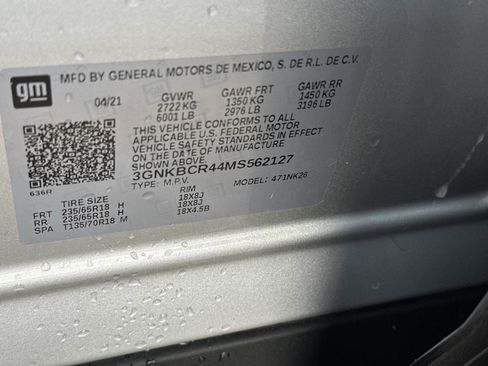 gm
MFD BY GENERAL MOTORS DE MEXICO, S. DE R.L. DE C.V.
04/21 GVWR GAWR FRT GAWR RR
2722 KG 1350 KG 1450 KG
6001 LB 2976 LB 3196 LB
THIS VEHICLE CONFORMS TO ALL
APPLICABLE U.S. FEDERAL MOTOR
VEHICLE SAFETY STANDARDS IN EFFECT
ON THE DATE OF MANUFACTURE
SHOWN ABOVE.
3GNKBCR44MS562127
636R TYPE: M.P.V. MODEL: 471NK26
TIRE SIZE RIM
FRT 235/65R18 H 18X8J
RR 235/65R18 H 18X8J
SPA T135/70R18 M 18X4.5B